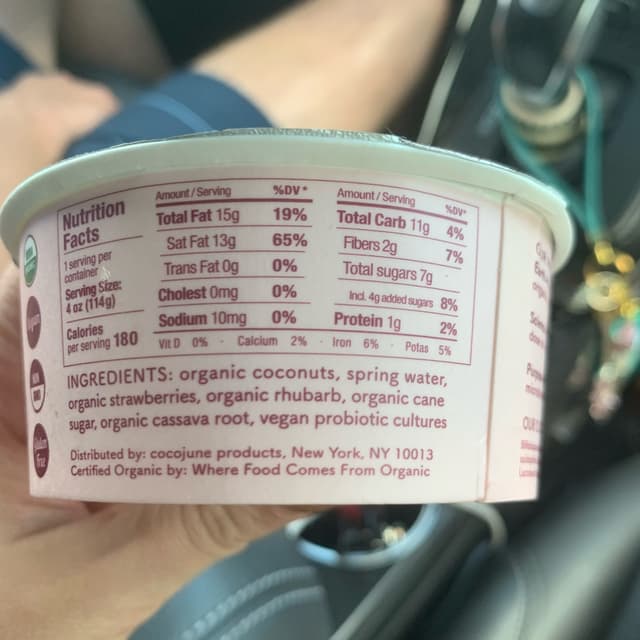 Nutrition
Facts
1 serving per
container
Serving Size:
4 oz (114g)
Calories
per serving 180
Amount / Serving %DV*
Total Fat 15g 19%
Sat Fat 13g 65%
Trans Fat 0g 0%
Cholest 0mg 0%
Sodium 10mg 0%
Amount / Serving %DV*
Total Carb 11g 4%
Fibers 2g 7%
Total sugars 7g
Incl. 4g added sugars 8%
Protein 1g 2%
Vit D 0% · Calcium 2% · Iron 6% · Potas 5%
INGREDIENTS: organic coconuts, spring water,
organic strawberries, organic rhubarb, organic cane
sugar, organic cassava root, vegan probiotic cultures
Distributed by: cocojune products, New York, NY 10013
Certified Organic by: Where Food Comes From Organic